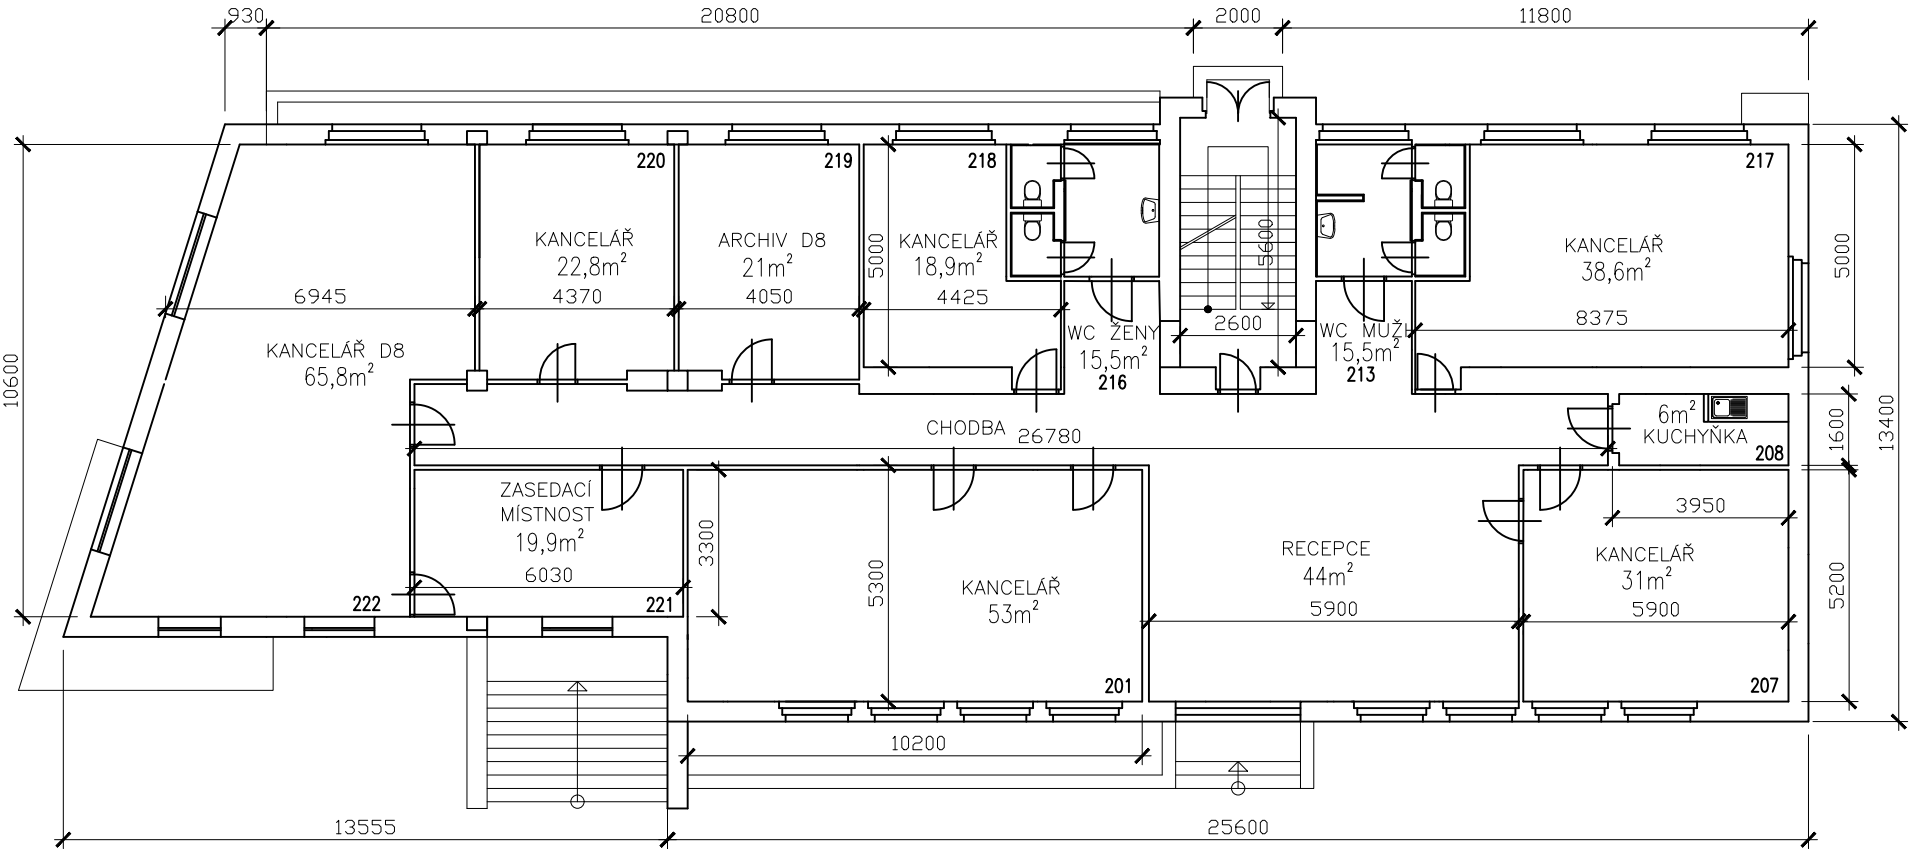 930
20800
2000
11800
220
219
218
217
KANCELÁŘ
22,8m²
ARCHIV D8
21m²
5000
KANCELÁŘ
18,9m²
5600
KANCELÁŘ
38,6m²
5000
6945
4370
4050
4425
2600
8375
WC ŽENY
15,5m²
216
WC MUŽI
15,5m²
213
KANCELÁŘ D8
65,8m²
10600
CHODBA
26780
6m²
KUCHYŇKA
208
1600
13400
ZASEDACÍ
MÍSTNOST
19,9m²
6030
3300
5300
KANCELÁŘ
53m²
RECEPCE
44m²
5900
3950
KANCELÁŘ
31m²
5900
5200
222
221
201
207
10200
13555
25600